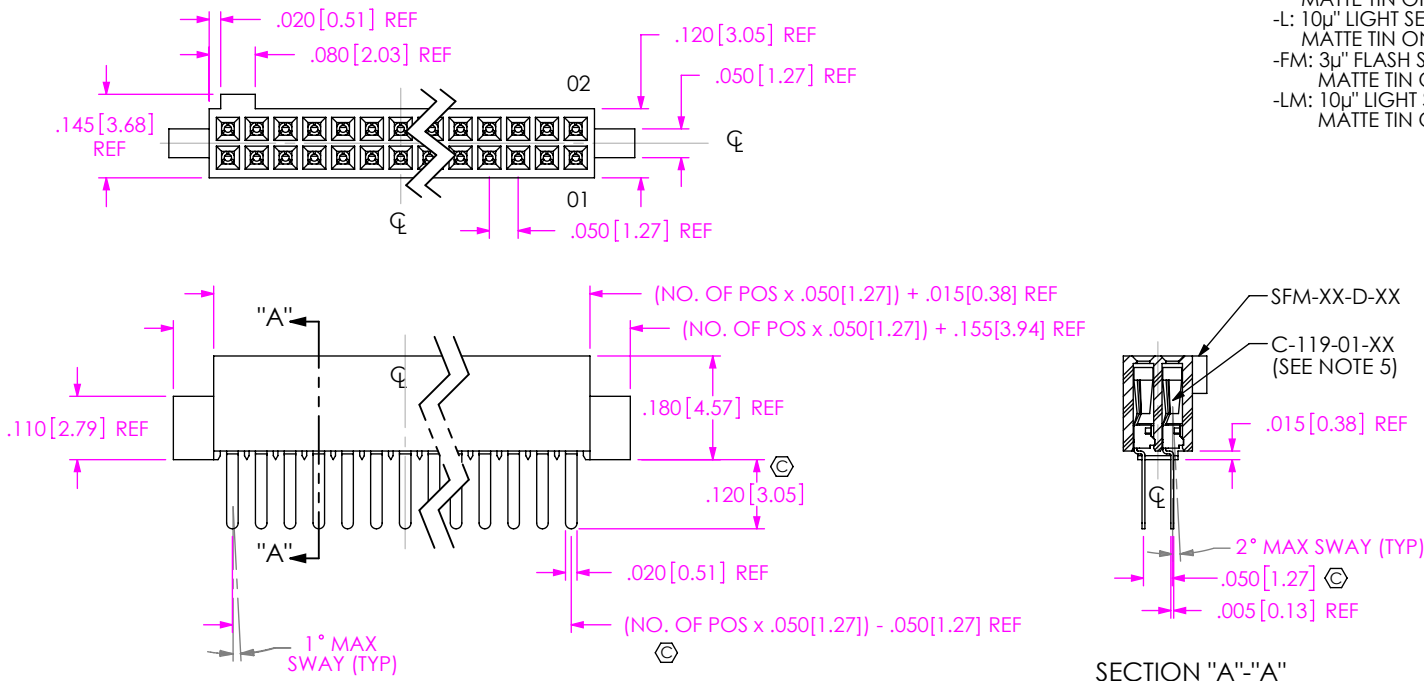 MATTE TIN O
-L: 10µ" LIGHT SE
MATTE TIN ON
-FM: 3µ" FLASH S
MATTE TIN O
-LM: 10µ" LIGHT S
MATTE TIN O
.020[0.51] REF
.080[2.03] REF
.120[3.05] REF
.050[1.27] REF
02
.145[3.68]
REF
℄
01
℄
.050[1.27] REF
(NO. OF POS x .050[1.27]) + .015[0.38] REF
"A"
(NO. OF POS x .050[1.27]) + .155[3.94] REF
℄
.110[2.79] REF
.180[4.57] REF
Ⓒ
.120[3.05]
"A"
.020[0.51] REF
(NO. OF POS x .050[1.27]) - .050[1.27] REF
Ⓒ
1° MAX
SWAY (TYP)
SFM-XX-D-XX
C-119-01-XX
(SEE NOTE 5)
.015[0.38] REF
℄
2° MAX SWAY (TYP)
.050[1.27] Ⓒ
.005[0.13] REF
SECTION "A"-"A"